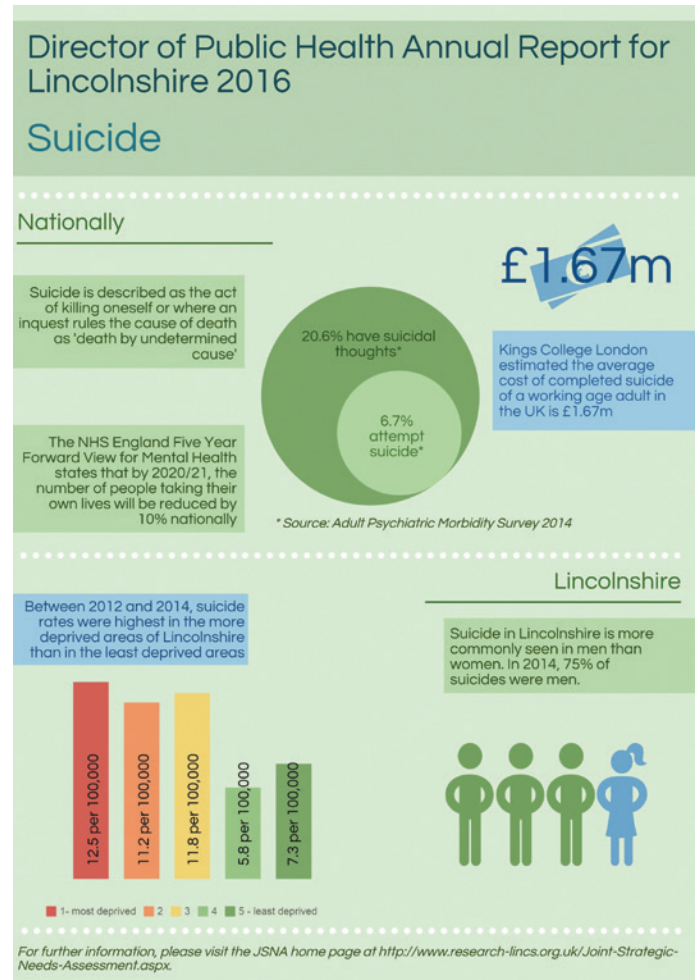 Director of Public Health Annual Report for
Lincolnshire 2016
Suicide
Nationally
Suicide is described as the act
of killing oneself or where an
inquest rules the cause of death
as 'death by undetermined
cause'
The NHS England Five Year
Forward View for Mental Health
states that by 2020/21, the
number of people taking their
own lives will be reduced by
10% nationally
20.6% have suicidal
thoughts*
6.7%
attempt
suicide*
* Source: Adult Psychiatric Morbidity Survey 2014
£1.67m
Kings College London
estimated the average
cost of completed suicide
of a working age adult in
the UK is £1.67m
Between 2012 and 2014, suicide
rates were highest in the more
deprived areas of Lincolnshire
than in the least deprived areas
12.5 per 100,000
11.2 per 100,000
11.8 per 100,000
5.8 per 100,000
7.3 per 100,000
1- most deprived 2 3 4 5 - least deprived
Lincolnshire
Suicide in Lincolnshire is more
commonly seen in men than
women. In 2014, 75% of
suicides were men.
For further information, please visit the JSNA home page at http://www.research-lincs.org.uk/Joint-Strategic-
Needs-Assessment.aspx.